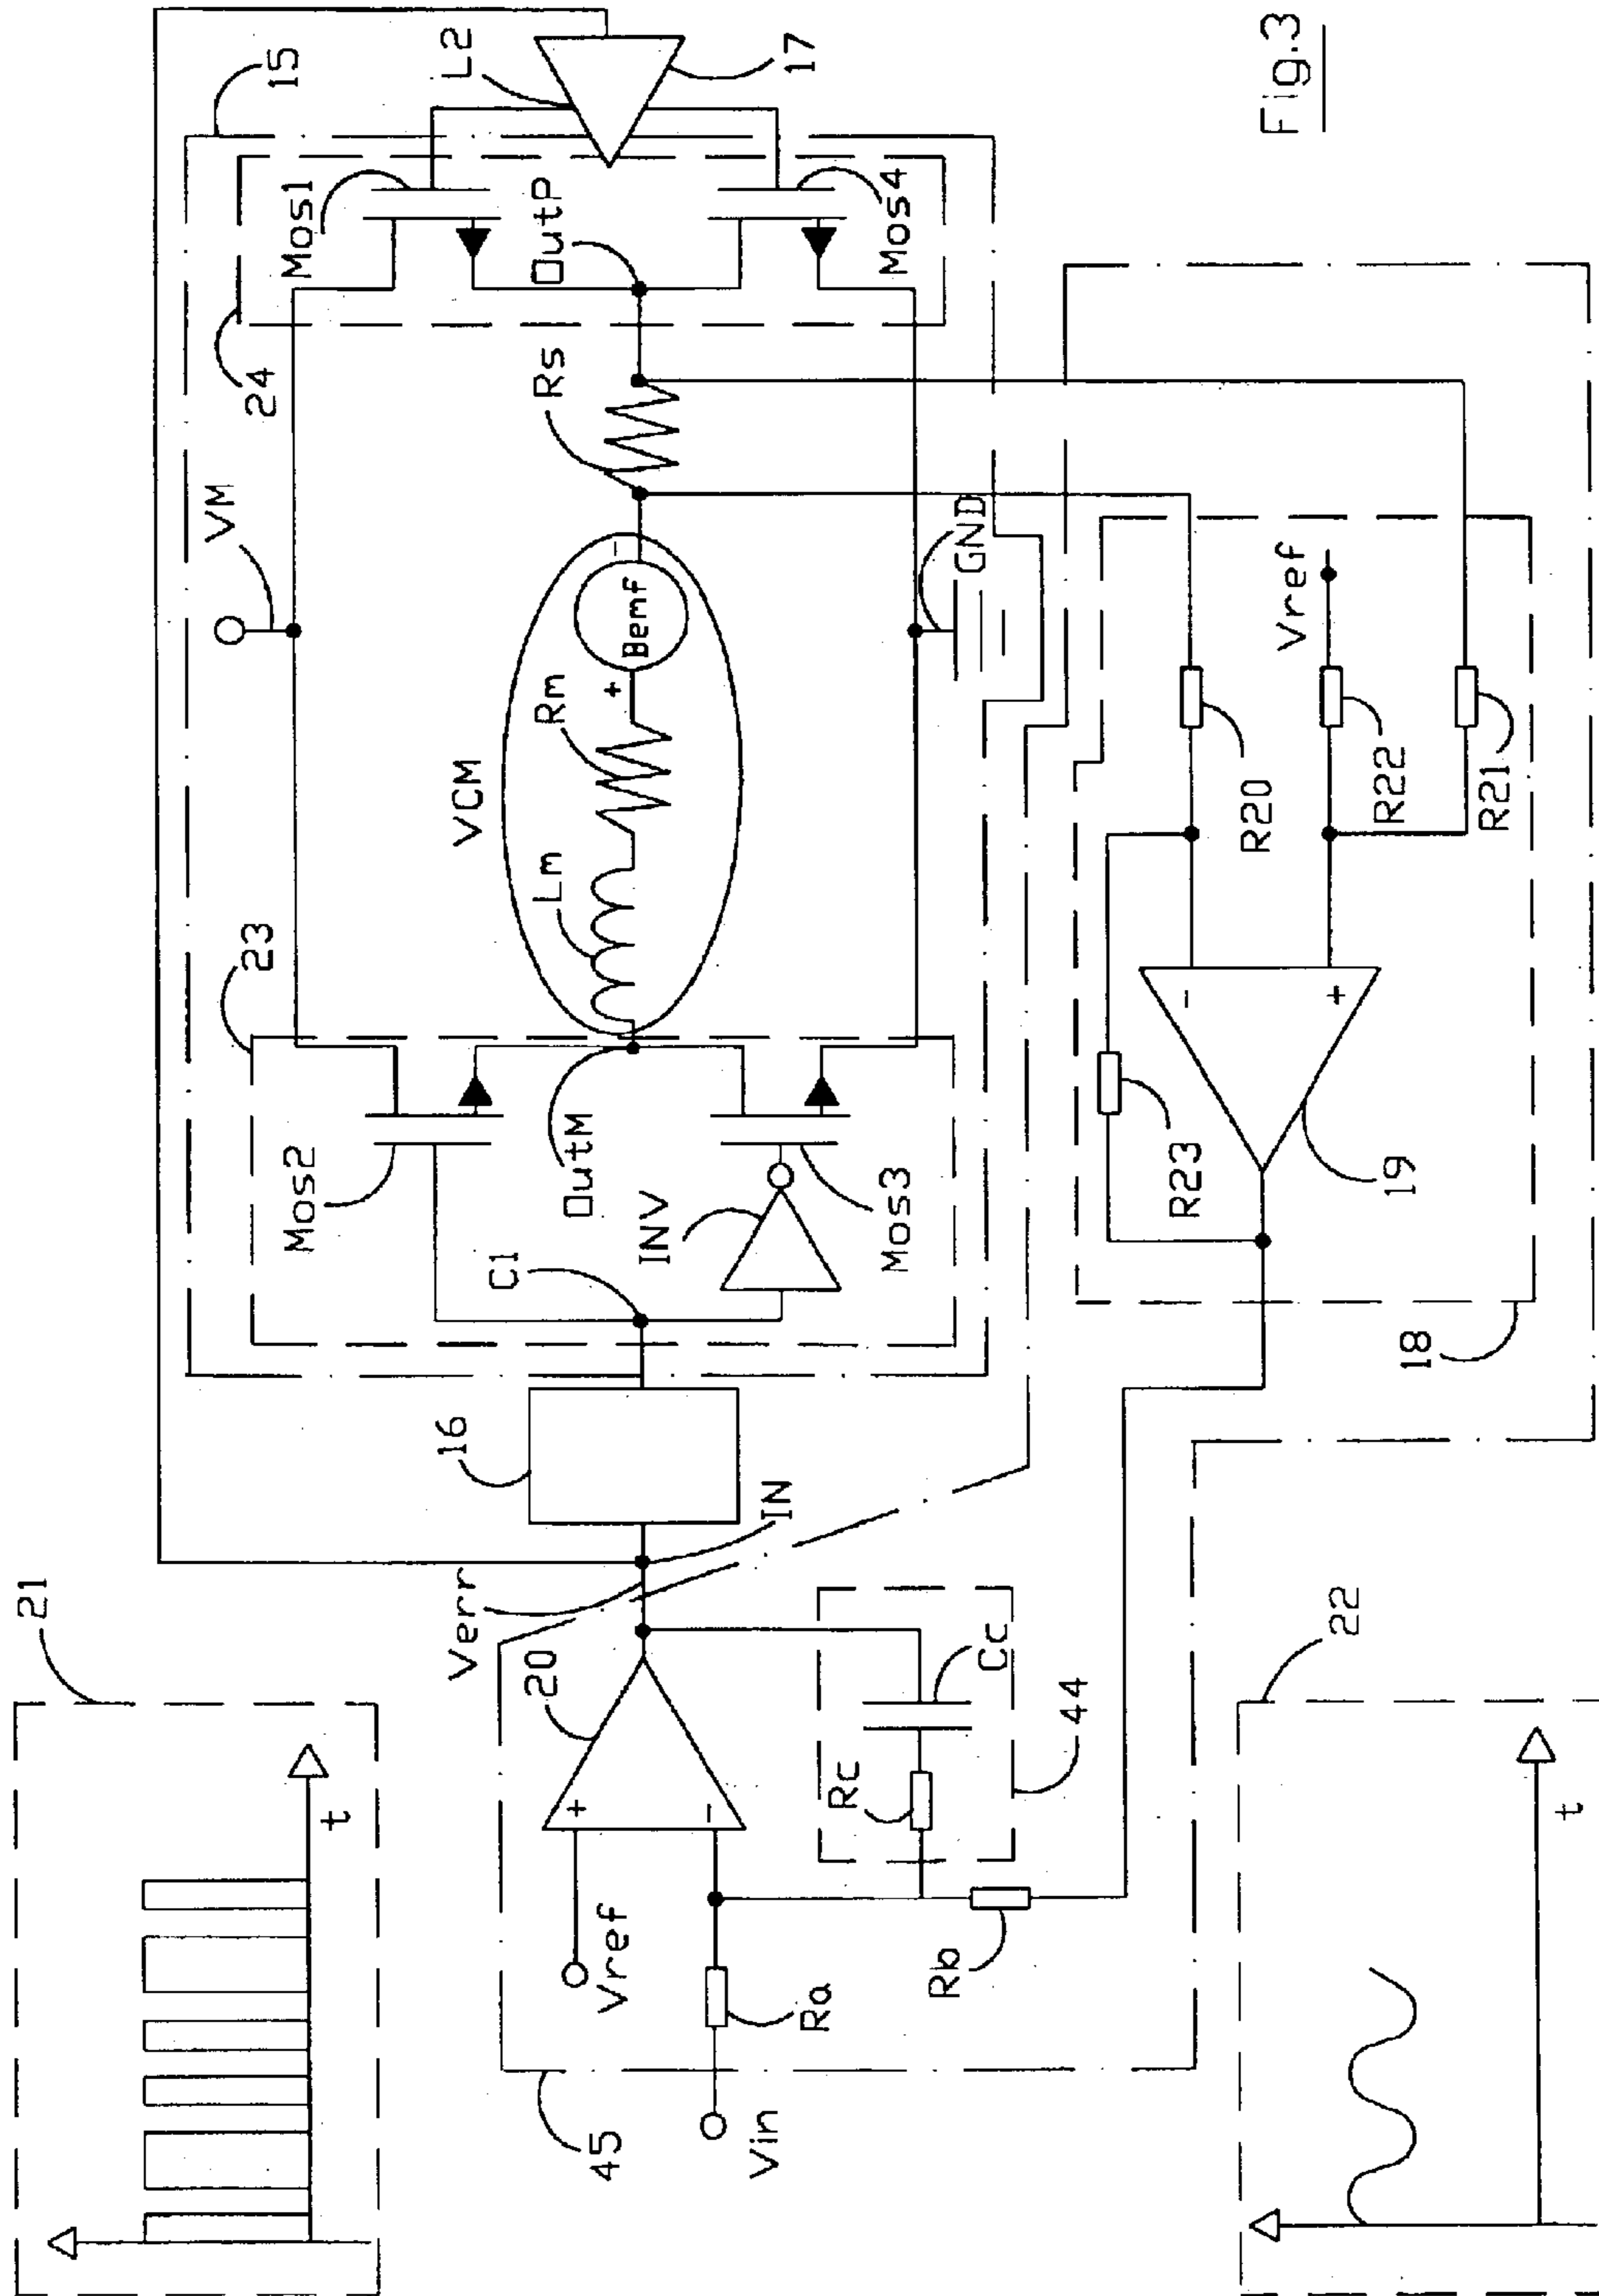 21
t
23
VM
24
15
L2
17
Mos2
Mos1
VCM
Lm
Rm
+
Bemf
-
Rs
OutP
Mos4
16
C1
INV
OutM
Mos3
GND
Verr
IN
20
+
-
Vref
Ra
Vin
45
Rb
Rc
Cc
44
18
R23
19
-
+
R20
R22
R21
Vref
22
t
Fig.3